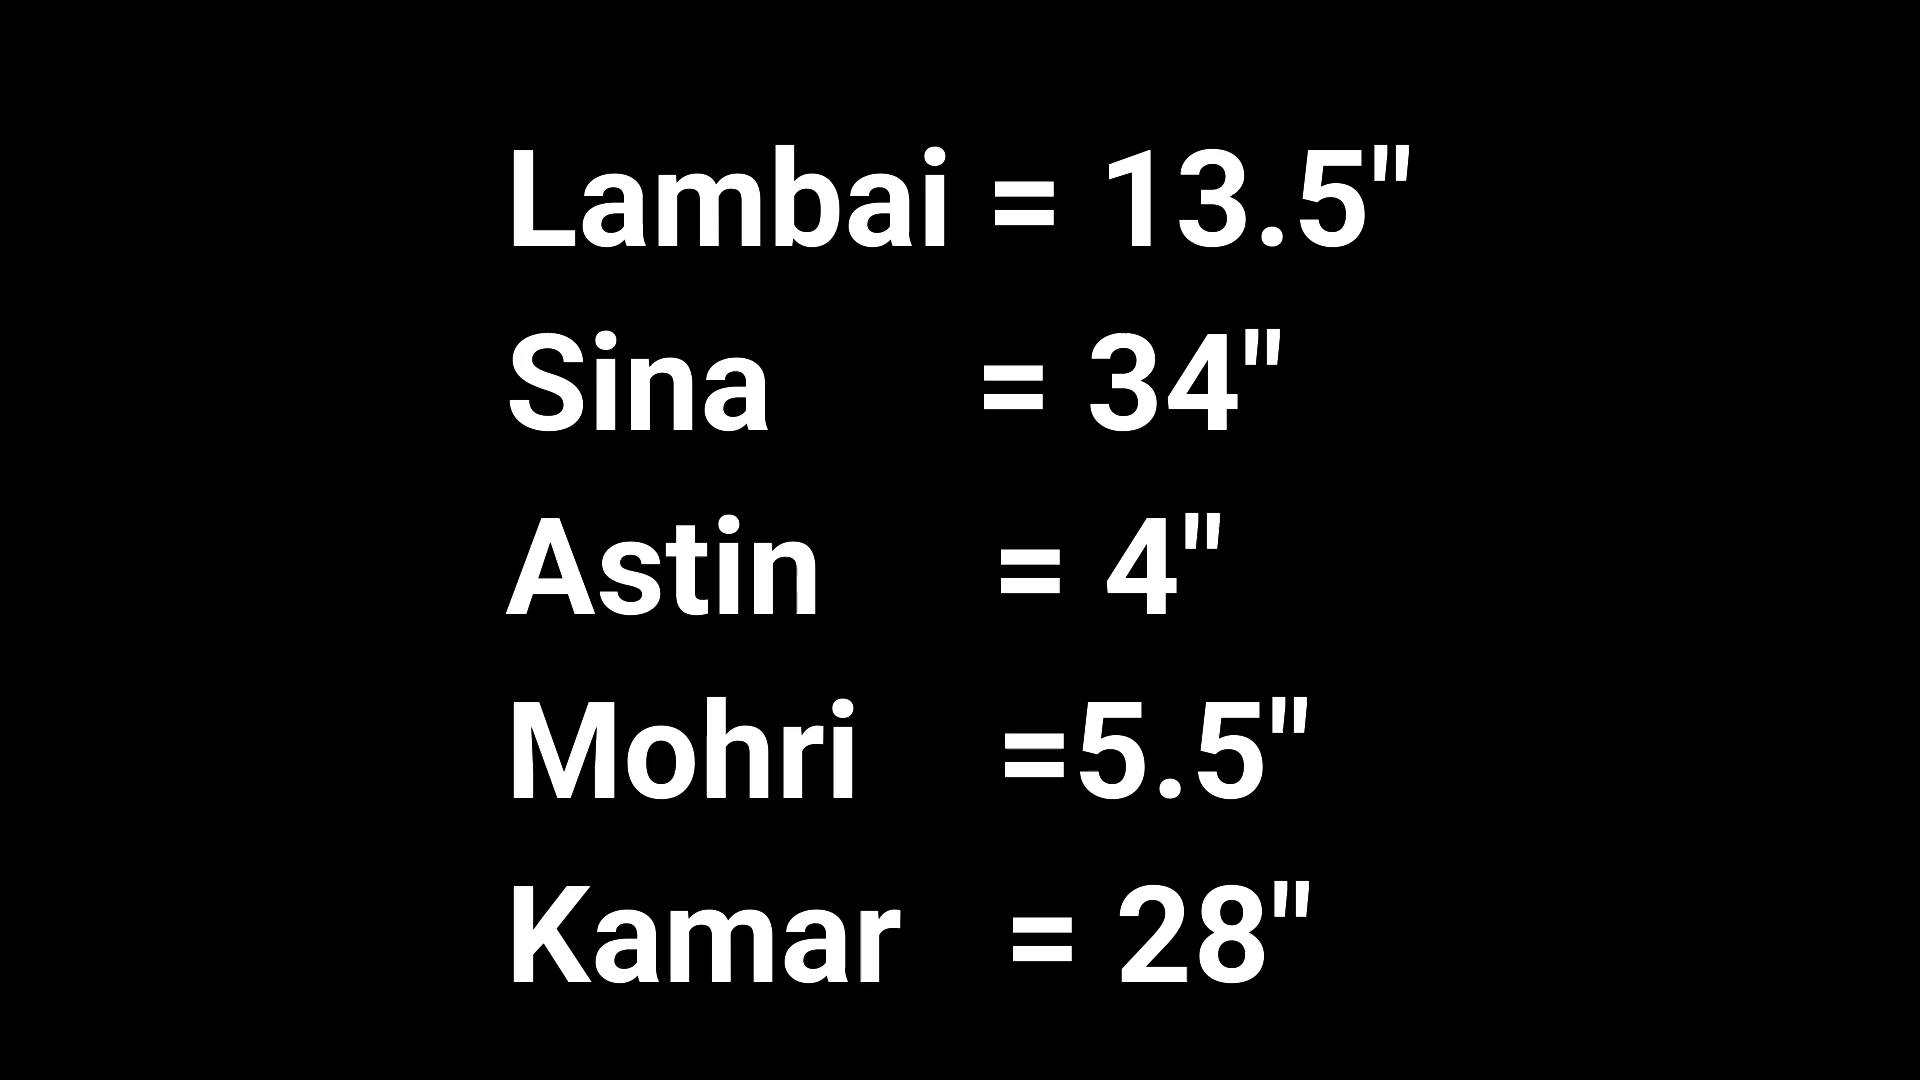 Lambai = 13.5"
Sina = 34"
Astin = 4"
Mohri =5.5"
Kamar = 28"